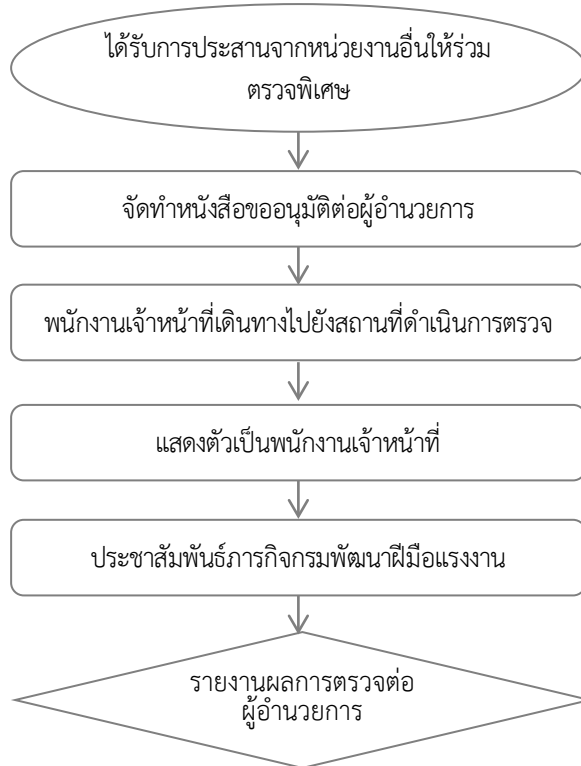 ได้รับการประสานจากหน่วยงานอื่นให้ร่วม
ตรวจพิเศษ
จัดทำหนังสือขออนุมัติต่อผู้อำนวยการ
พนักงานเจ้าหน้าที่เดินทางไปยังสถานที่ดำเนินการตรวจ
แสดงตัวเป็นพนักงานเจ้าหน้าที่
ประชาสัมพันธ์ภารกิจกรมพัฒนาฝีมือแรงงาน
รายงานผลการตรวจต่อ
ผู้อำนวยการ